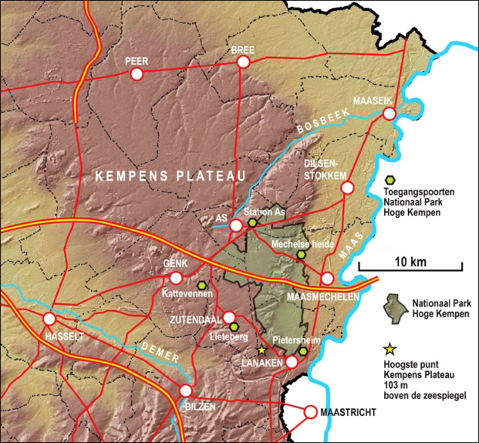 BREE
PEER
MAASEIK
BOSBEEK
DILSEN-
STOKKEM
KEMPENS PLATEAU
Toegangspoorten
Nationaal Park
Hoge Kempen
AS
Station As
Mechelse heide
MAAS
10 km
GENK
Kattevennen
MAASMECHELEN
Nationaal Park
Hoge Kempen
ZUTENDAAL
Lieteberg
HASSELT
DEMER
Pietersheim
LANAKEN
Hoogste punt
Kempens Plateau
103 m
boven de zeespiegel
BILZEN
MAASTRICHT